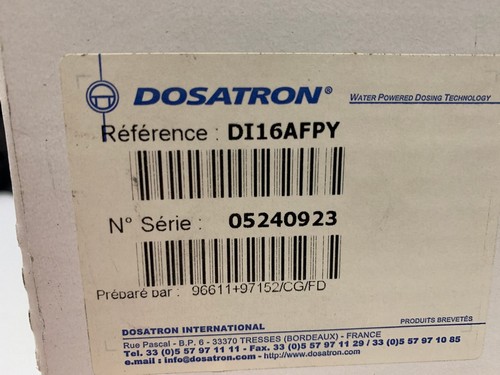 DOSATRON® WATER POWERED DOSING TECHNOLOGY
Référence : DI16AFPY
N° Série : 05240923
Préparé par : 96611+97152/CG/FD
DOSATRON INTERNATIONAL PRODUITS BREVETÉS
Rue Pascal - B.P. 6 - 33370 TRESSES (BORDEAUX) - FRANCE
Tel. 33 (0)5 57 97 11 11 - Fax. 33 (0)5 57 97 11 29 / 33 (0)5 57 97 10 85
e.mail : info@dosatron.com - http://www.dosatron.com